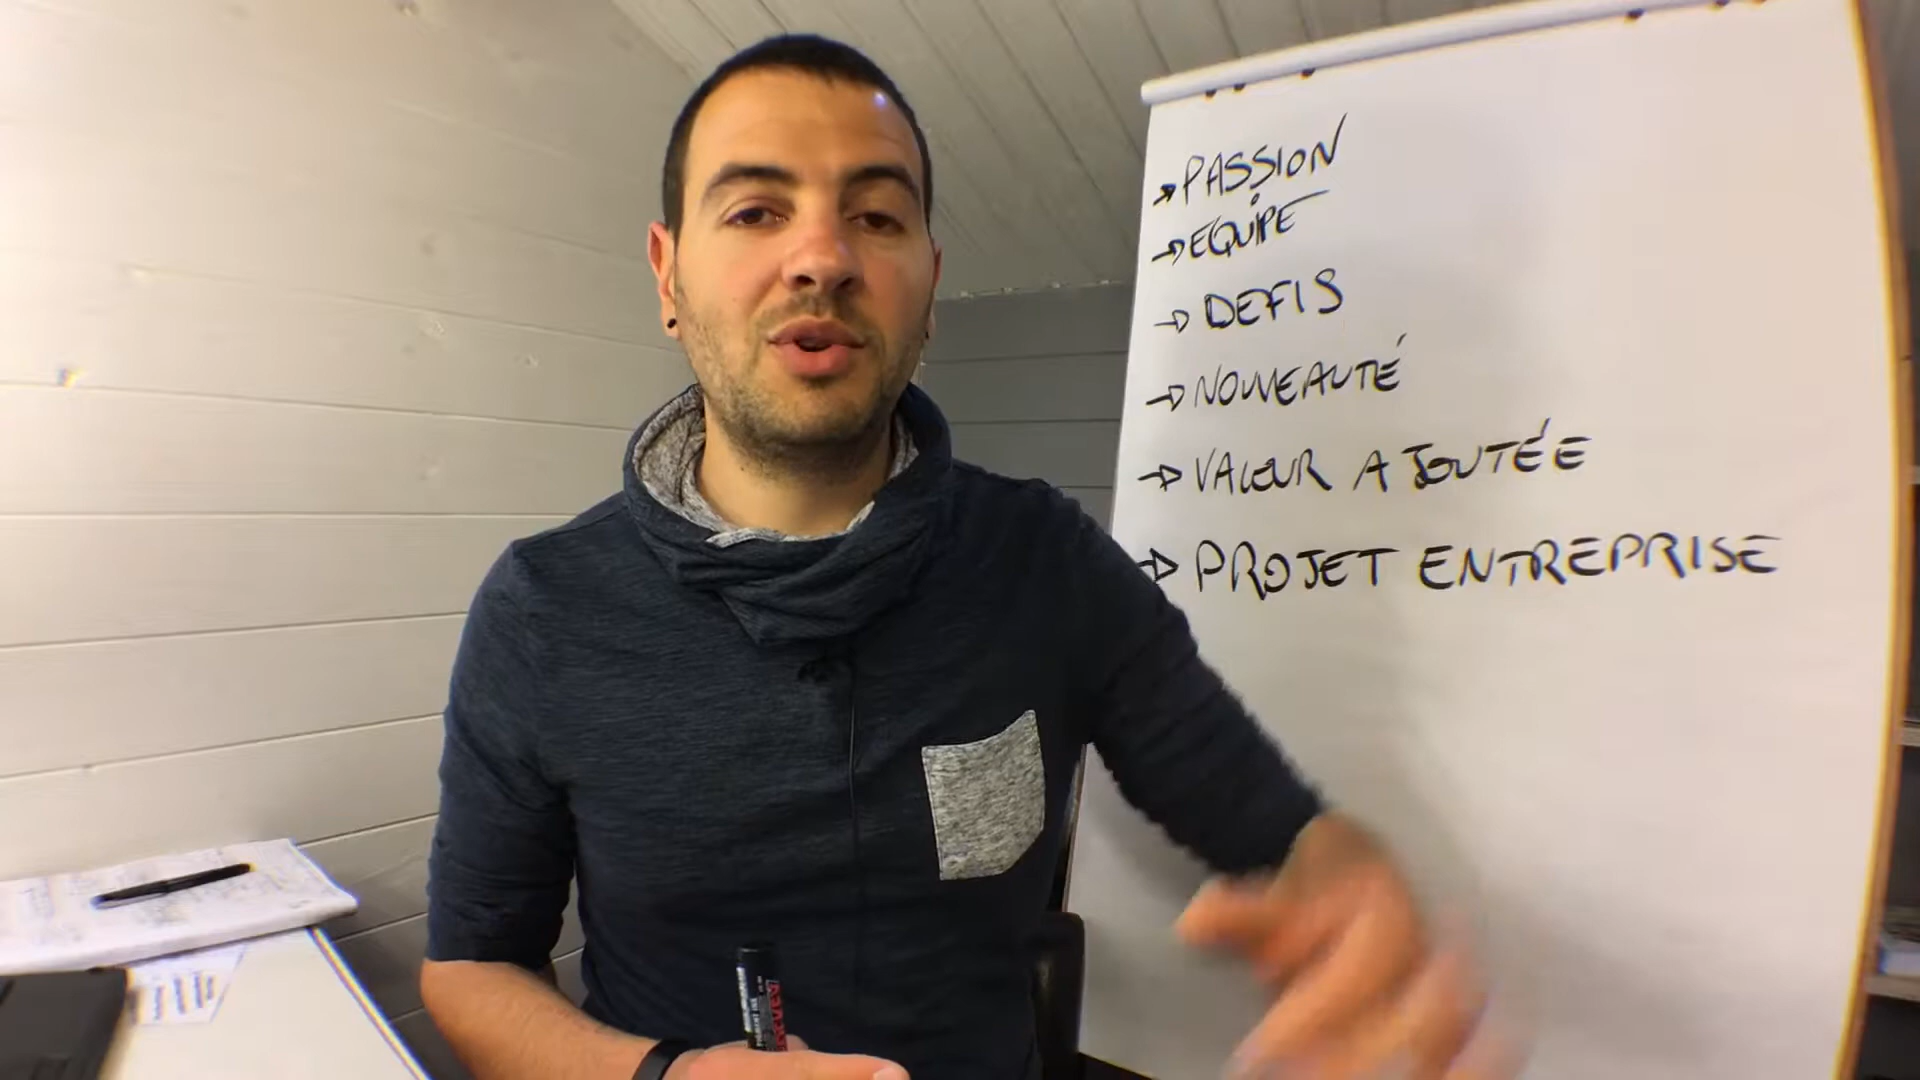 → PASSION
→ EQUIPE
→ DEFIS
→ NOUVEAUTÉ
→ VALEUR AJOUTÉE
→ PROJET ENTREPRISE